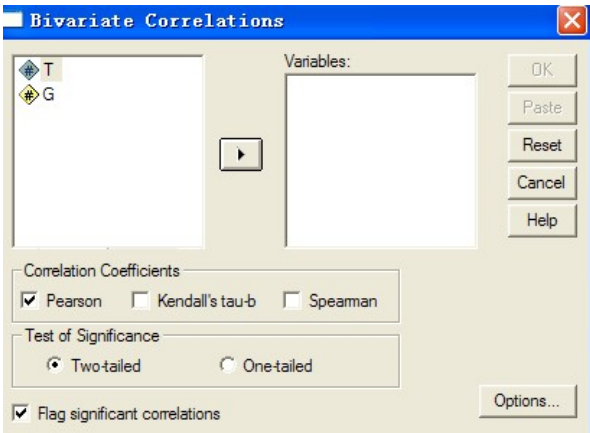 Bivariate Correlations
# T
# G
Variables:
OK
Paste
Reset
Cancel
Help
Correlation Coefficients
Pearson Kendall's tau-b Spearman
Test of Significance
Two-tailed One-tailed
Flag significant correlations
Options...